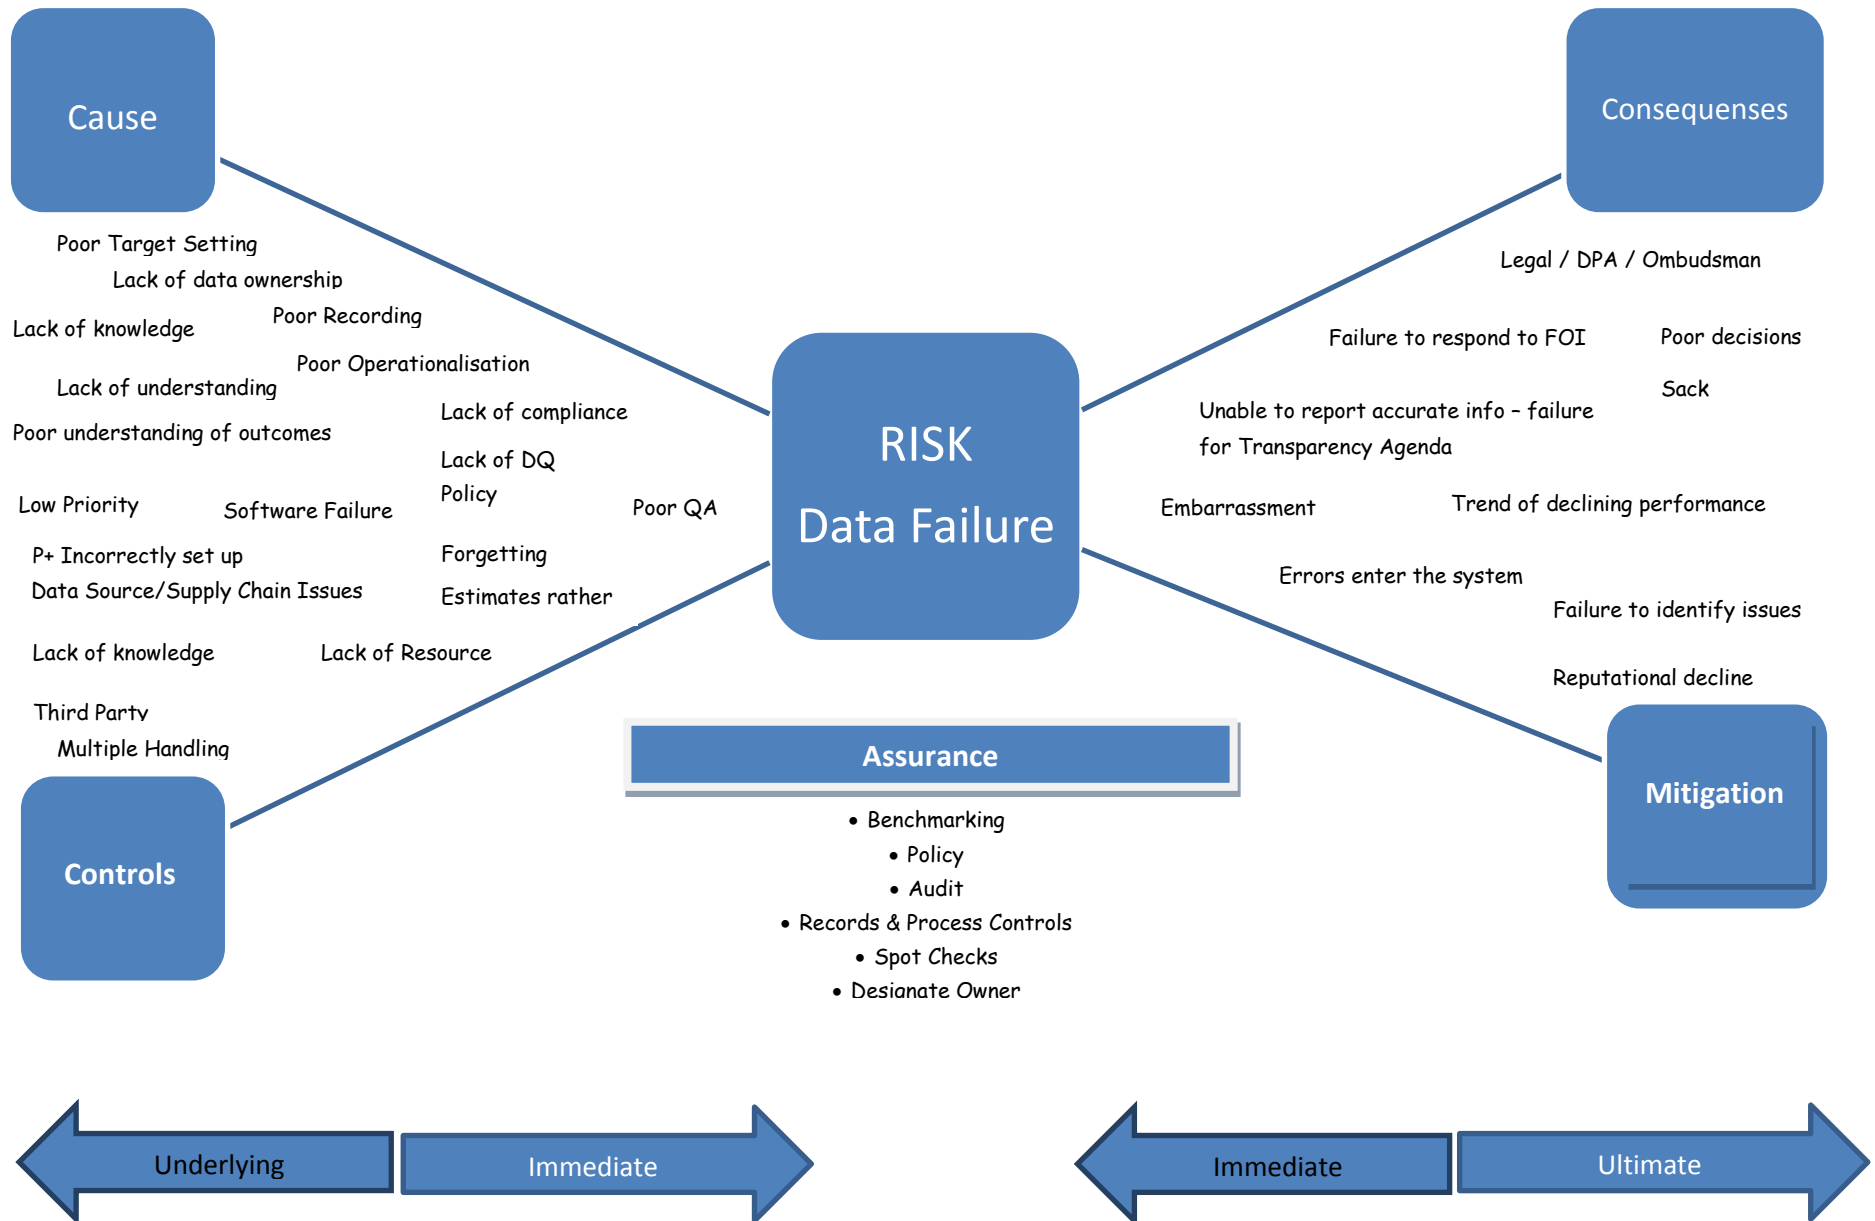 Cause
Consequenses
Poor Target Setting
Lack of data ownership
Lack of knowledge
Poor Recording
Poor Operationalisation
Lack of understanding
Lack of compliance
Poor understanding of outcomes
Lack of DQ
Policy
Low Priority
Software Failure
Poor QA
P+ Incorrectly set up
Forgetting
Data Source/Supply Chain Issues
Estimates rather
Lack of knowledge
Lack of Resource
Third Party
Multiple Handling
RISK
Data Failure
Legal / DPA / Ombudsman
Failure to respond to FOI
Poor decisions
Sack
Unable to report accurate info – failure
for Transparency Agenda
Embarrassment
Trend of declining performance
Errors enter the system
Failure to identify issues
Reputational decline
Controls
Assurance
• Benchmarking
• Policy
• Audit
• Records & Process Controls
• Spot Checks
• Designate Owner
Mitigation
Underlying
Immediate
Immediate
Ultimate